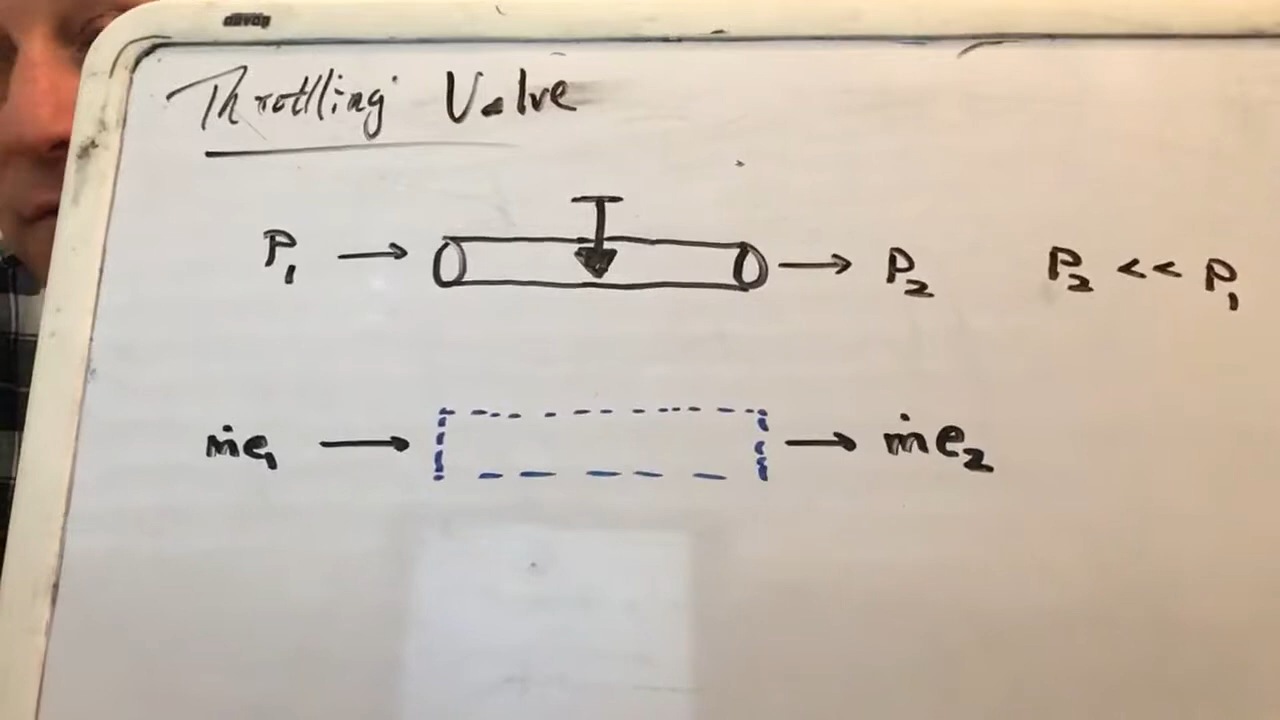 Throttling Valve
P₁ → → P₂ P₂ << P₁
ṁe₁ → → ṁe₂